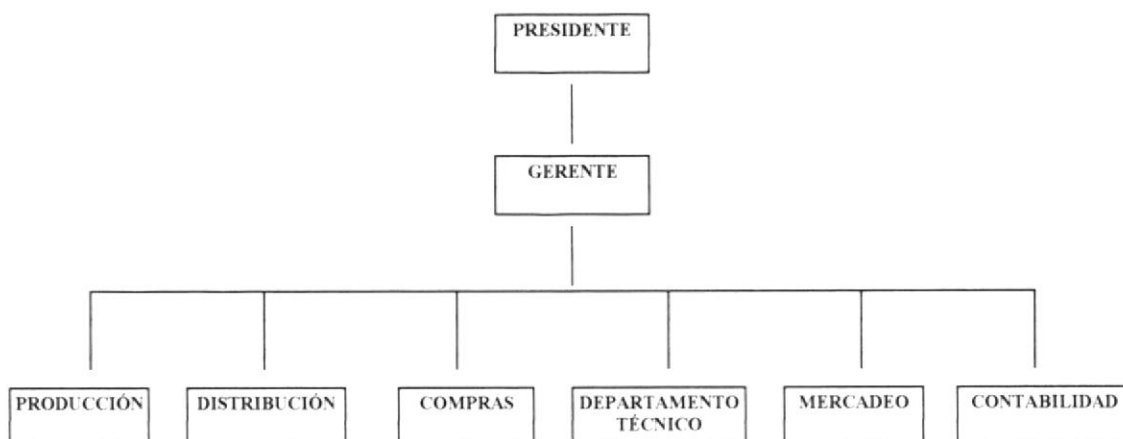 PRESIDENTE
GERENTE
PRODUCCIÓN
DISTRIBUCIÓN
COMPRAS
DEPARTAMENTO
TÉCNICO
MERCADEO
CONTABILIDAD